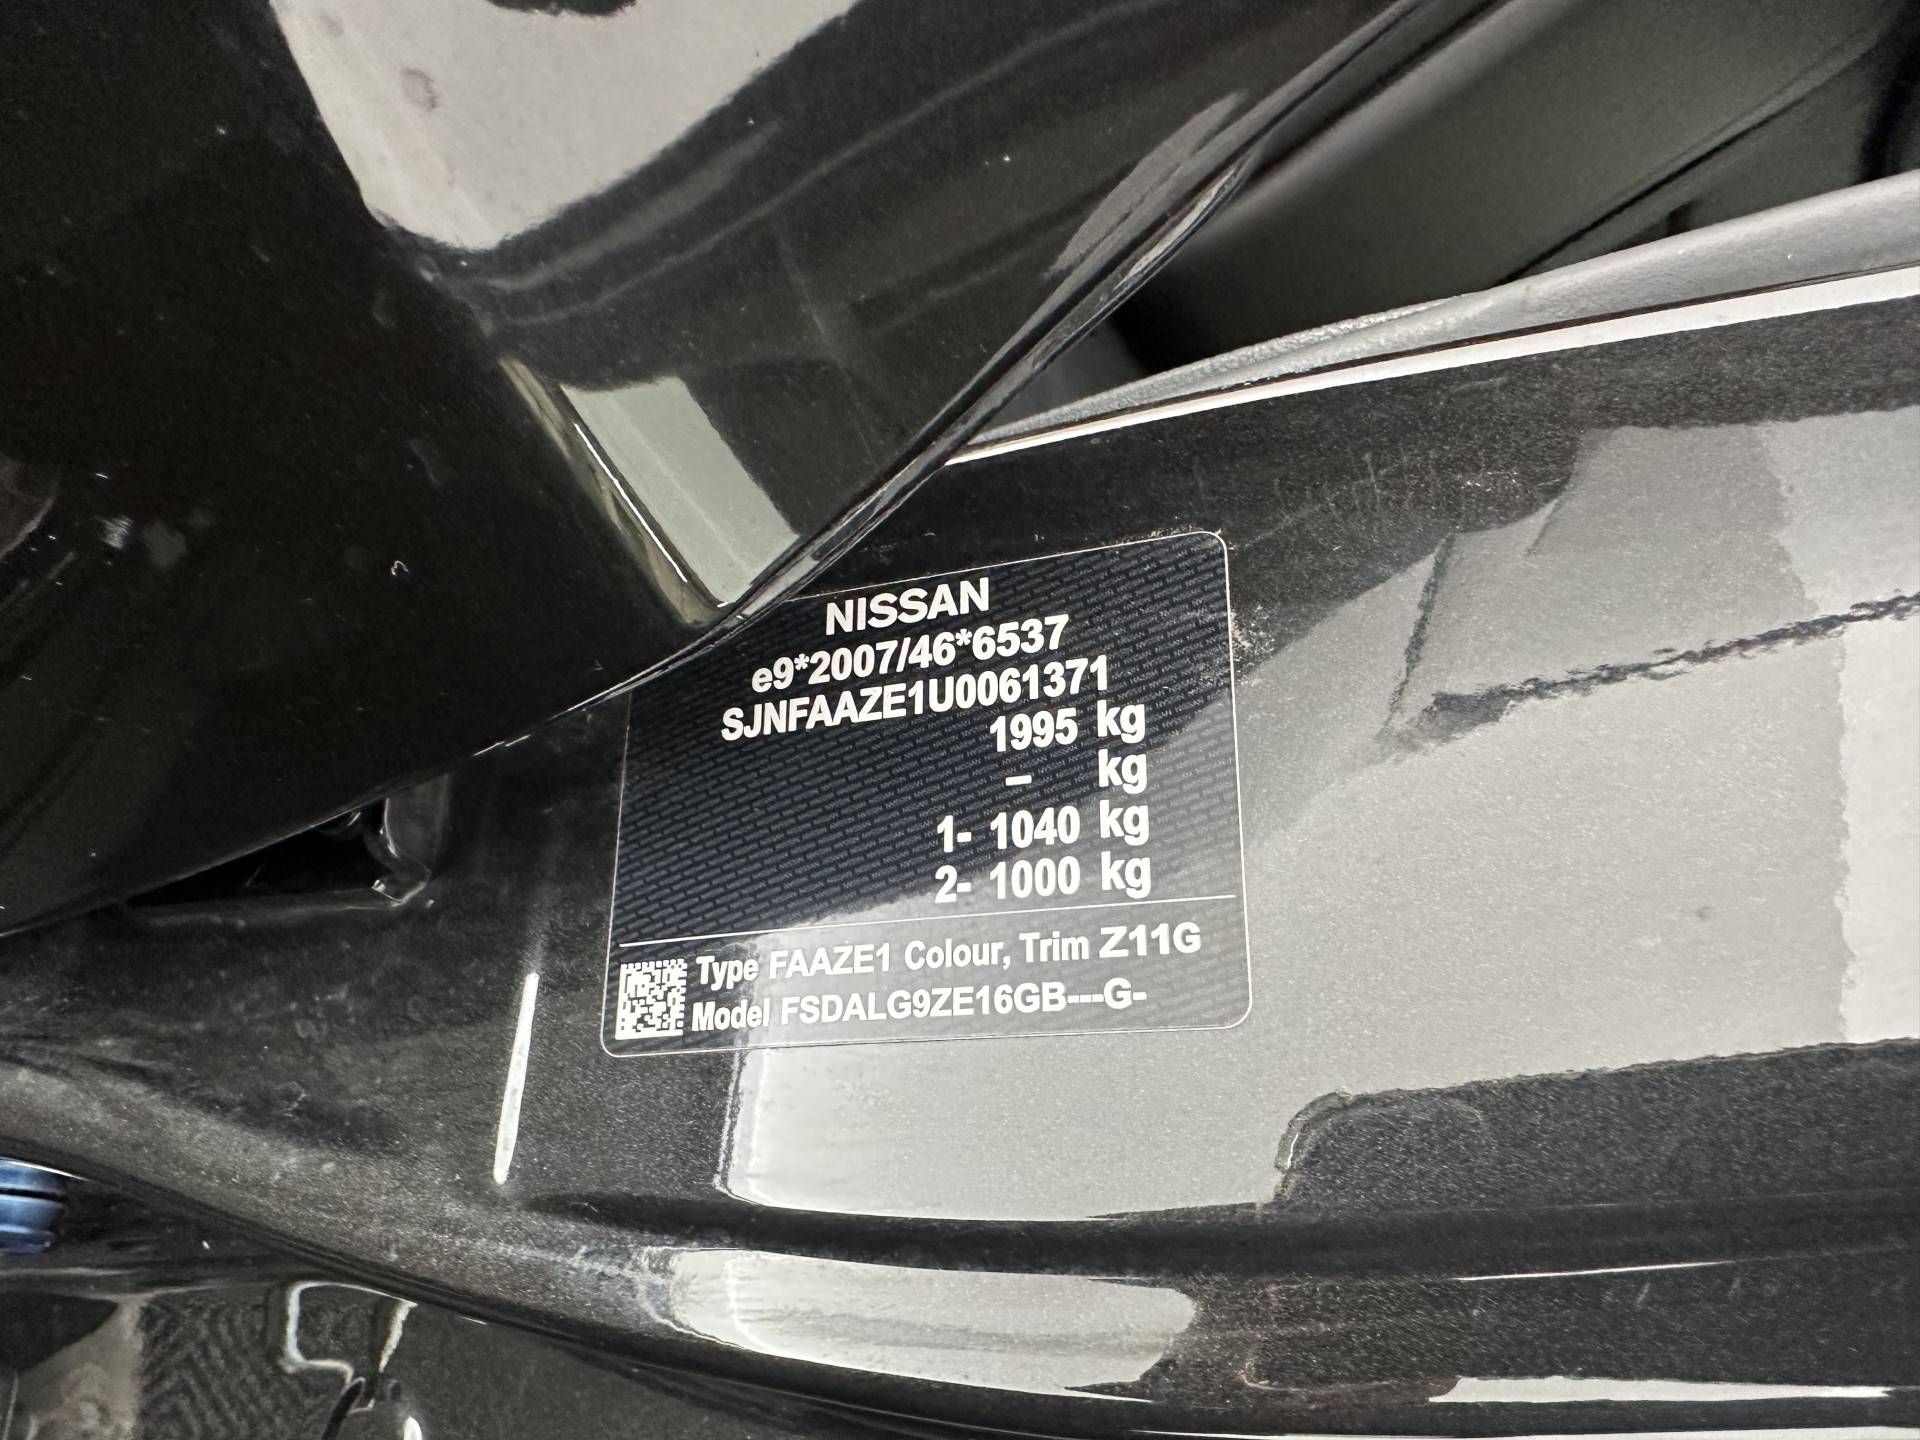 NISSAN
e9*2007/46*6537
SJNFAAZE1U0061371
1995 kg
– kg
1- 1040 kg
2- 1000 kg
Type FAAZE1 Colour, Trim Z11G
Model FSDALG9ZE16GB---G-